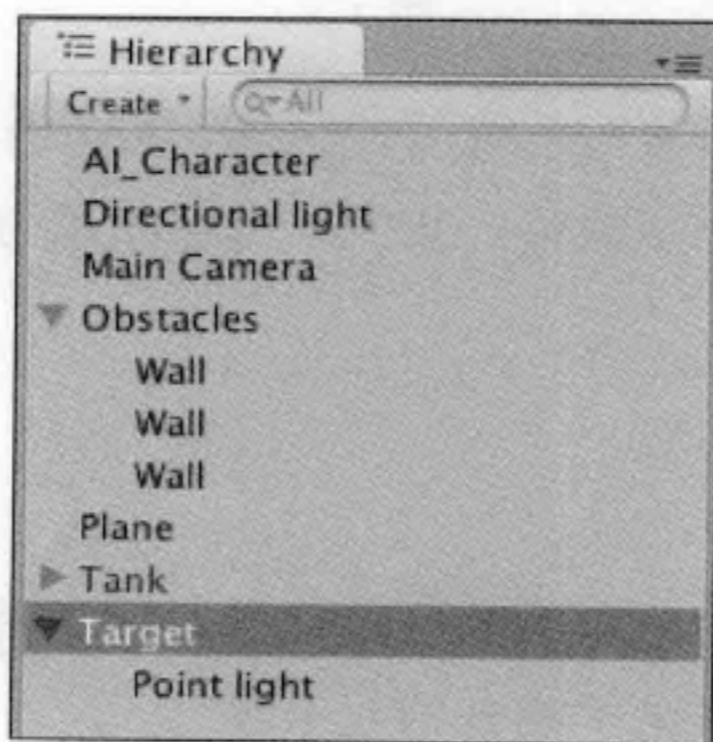 Hierarchy
Create All
AI_Character
Directional light
Main Camera
Obstacles
Wall
Wall
Wall
Plane
Tank
Target
Point light